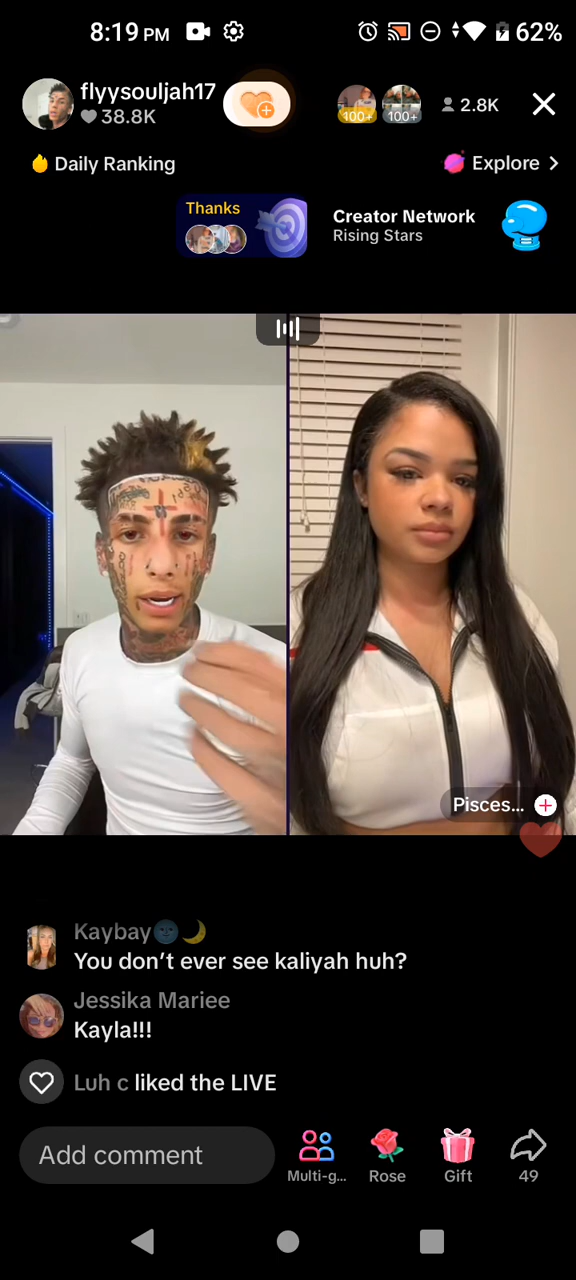 8:19 PM
62%
flyysouljah17
38.8K
100+
100+
2.8K
Daily Ranking
Explore >
Thanks
Creator Network
Rising Stars
Pisces...
Kaybay🌚🌙
You don't ever see kaliyah huh?
Jessika Mariee
Kayla!!!
Luh c liked the LIVE
Add comment
Multi-g...
Rose
Gift
49